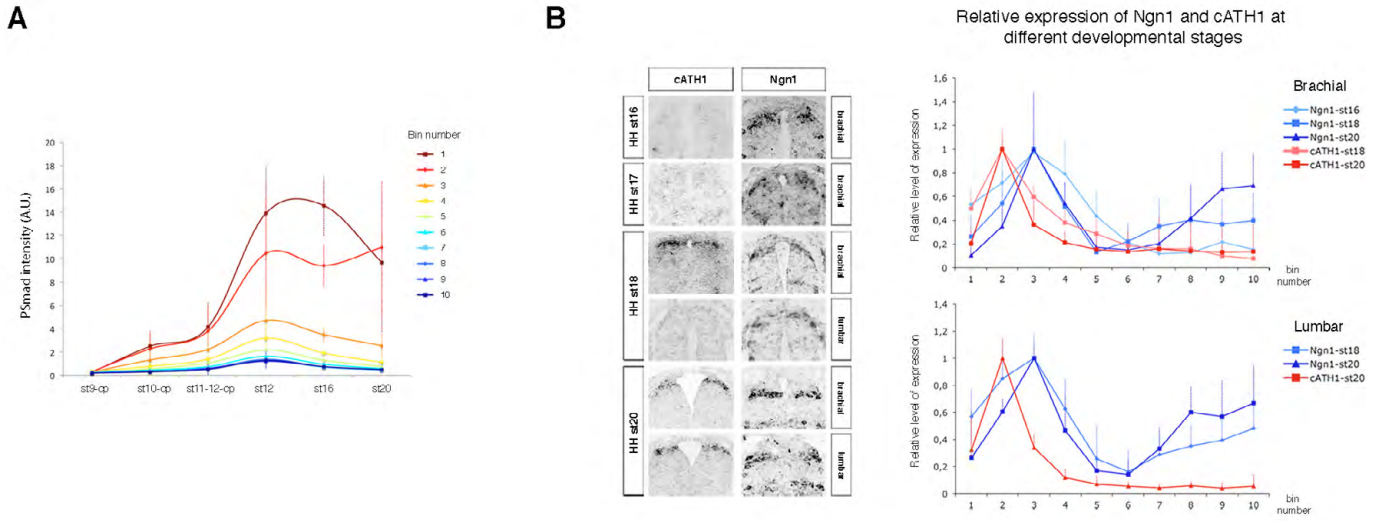 A
PSmad intensity (A.U.)
20
18
16
14
12
10
8
6
4
2
0
st9-op
st10-op
st11-12-op
st12
st16
st20
Bin number
1
2
3
4
5
6
7
8
9
10
B
cATH1
Ngn1
HH st16
brachial
HH st17
brachial
HH st18
brachial
lumbar
HH st20
brachial
lumbar
Relative expression of Ngn1 and cATH1 at
different developmental stages
Relative level of expression
1,6
1,4
1,2
1
0,8
0,6
0,4
0,2
0
1 2 3 4 5 6 7 8 9 10
bin
number
Brachial
Ngn1-st16
Ngn1-st18
Ngn1-st20
cATH1-st18
cATH1-st20
Relative level of expression
1,4
1,2
1
0,8
0,6
0,4
0,2
0
1 2 3 4 5 6 7 8 9 10
bin
number
Lumbar
Ngn1-st18
Ngn1-st20
cATH1-st20